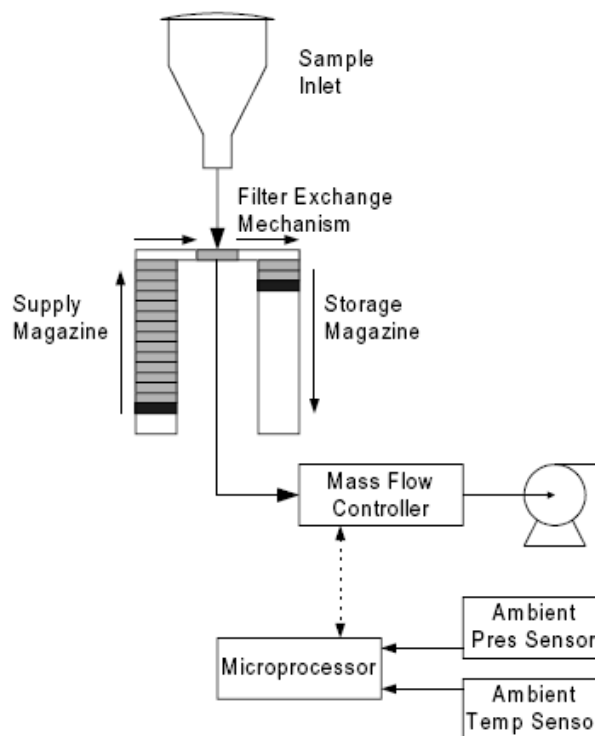 Sample
Inlet
Filter Exchange
Mechanism
Supply
Magazine
Storage
Magazine
Mass Flow
Controller
Ambient
Pres Sensor
Microprocessor
Ambient
Temp Sensor